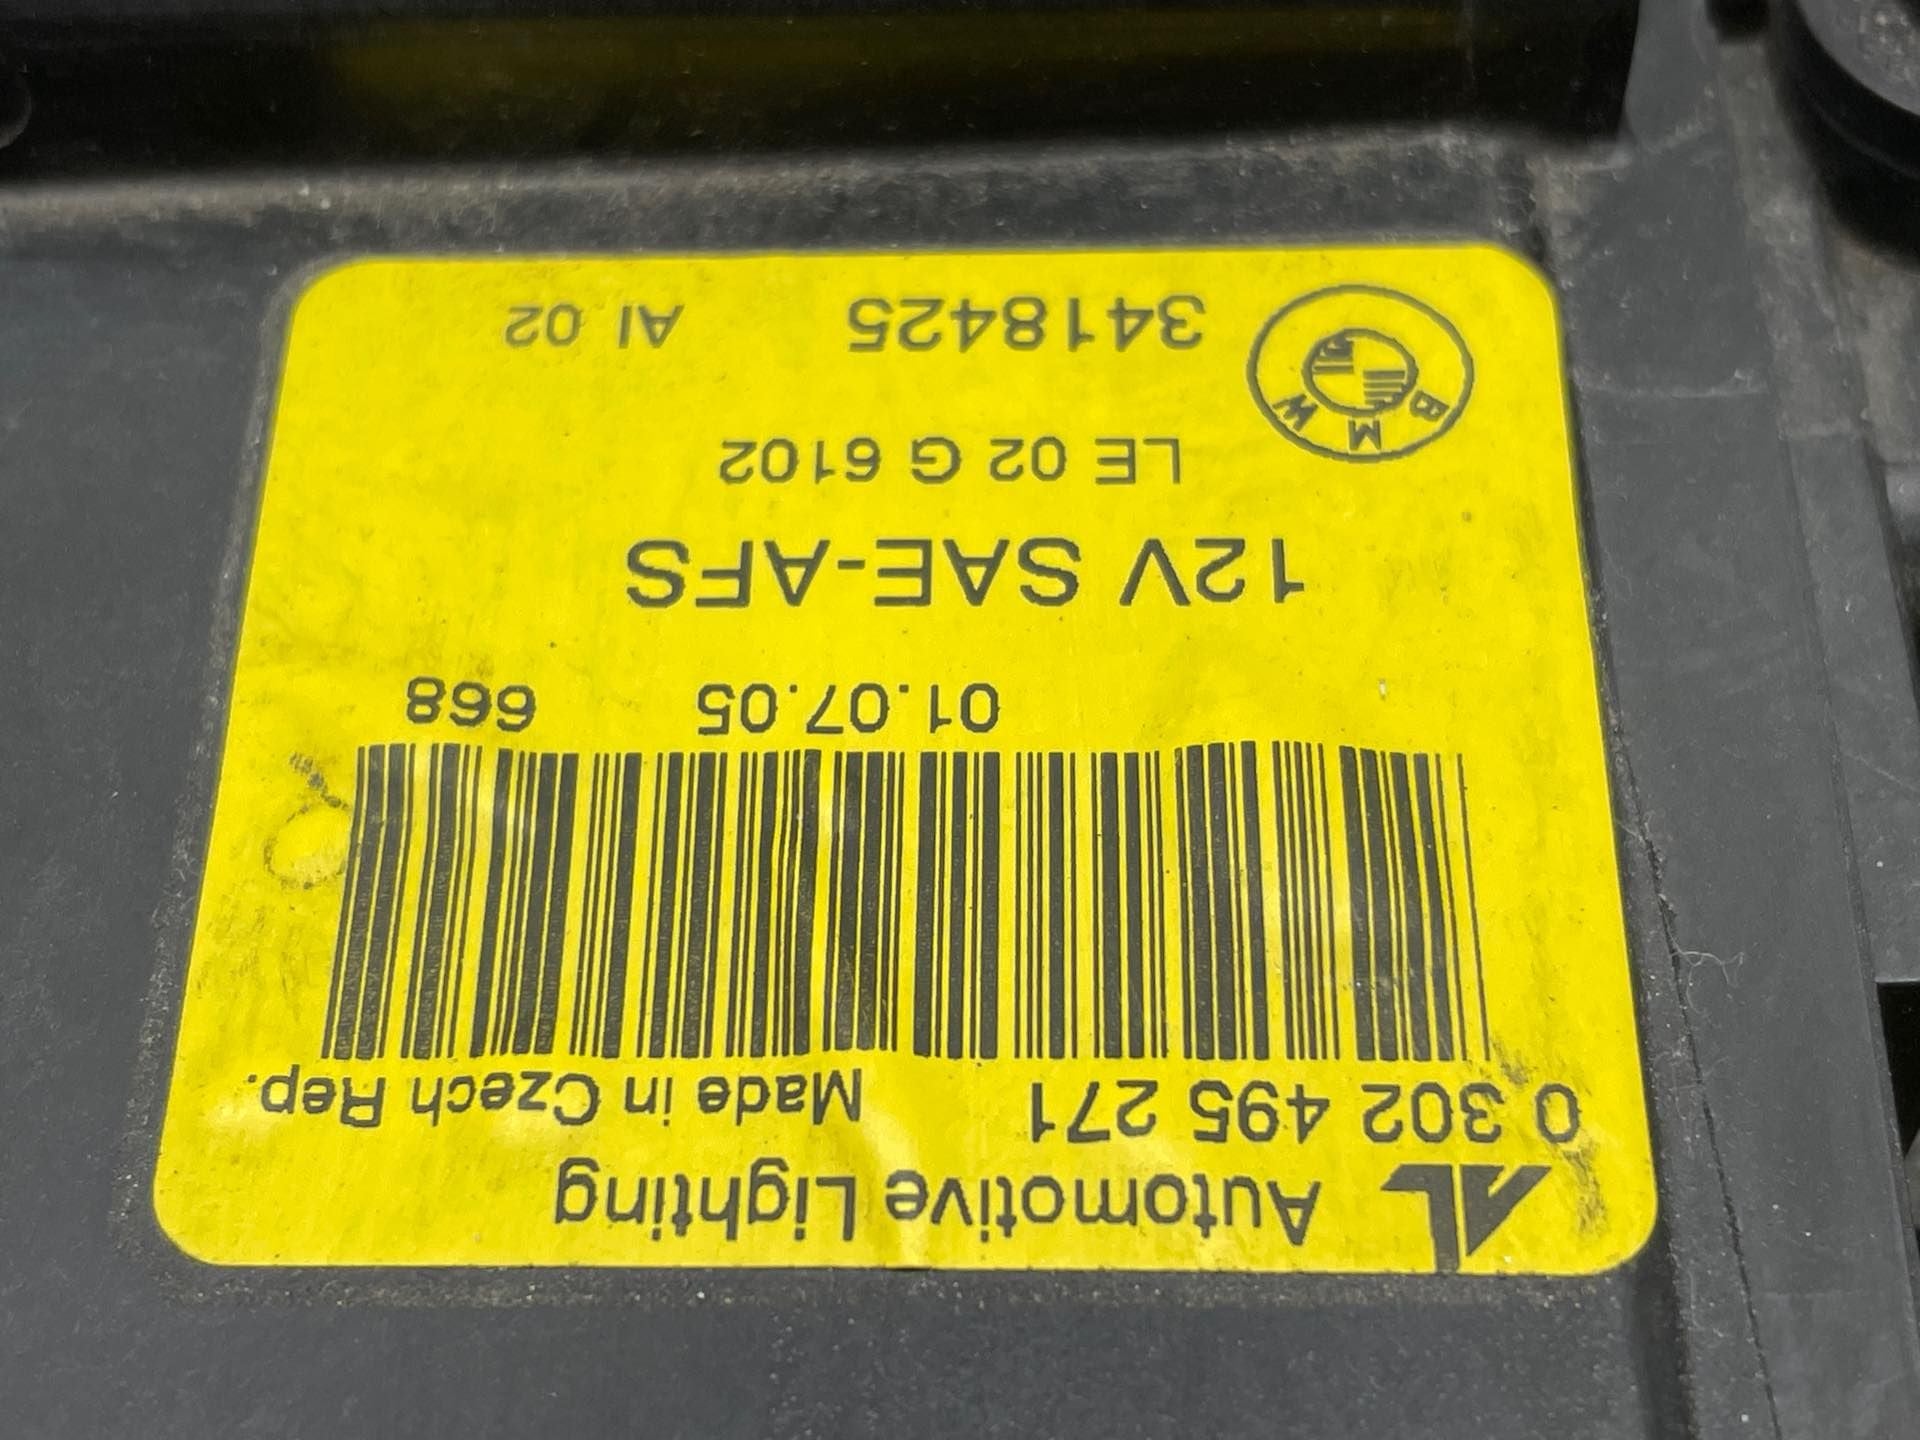 Automotive Lighting
0 302 495 271 Made in Czech Rep.
01.07.05 668
12V SAE-AFS
LE 02 G 6102
BMW 3418425 AI 02